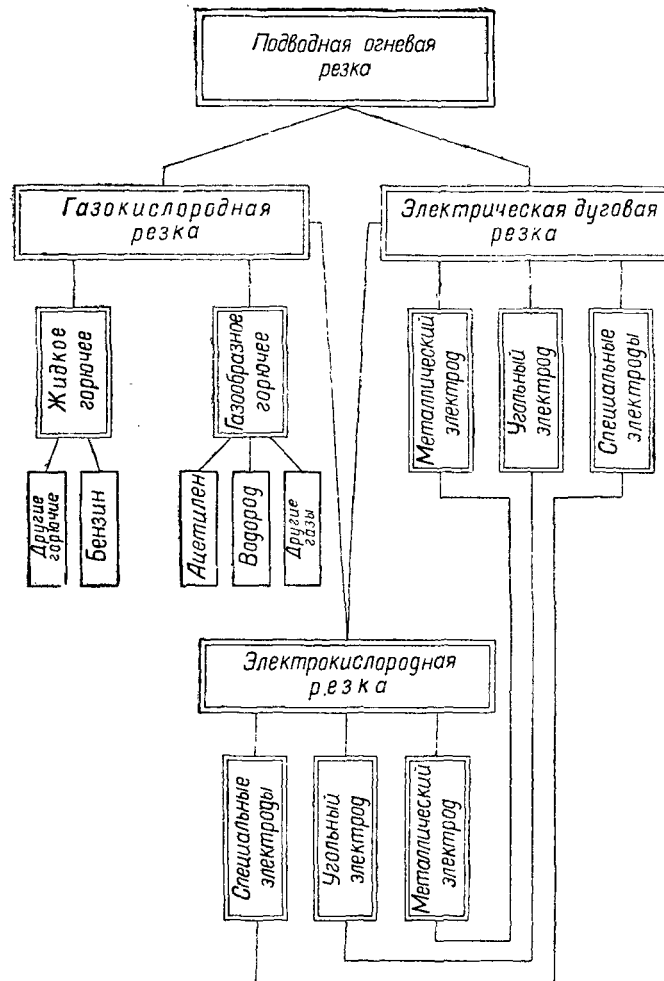 Подводная огневая
резка
Газокислородная
резка
Электрическая дуговая
резка
Жидкое
горючее
Газообразное
горючее
Металлический
электрод
Угольный
электрод
Специальные
электроды
Другие
горючие
Бензин
Ацетилен
Водород
Другие
газы
Электрокислородная
р.езка
Специальные
электроды
Угольный
электрод
Металлический
электрод